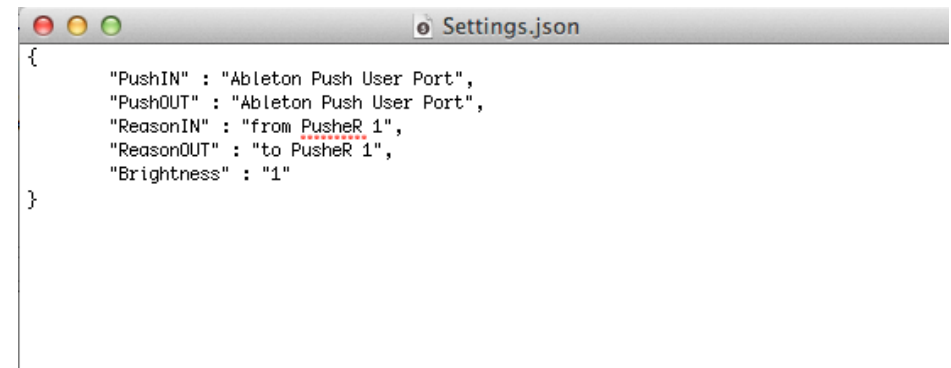 Settings.json
{
"PushIN" : "Ableton Push User Port",
"PushOUT" : "Ableton Push User Port",
"ReasonIN" : "from PusheR 1",
"ReasonOUT" : "to PusheR 1",
"Brightness" : "1"
}